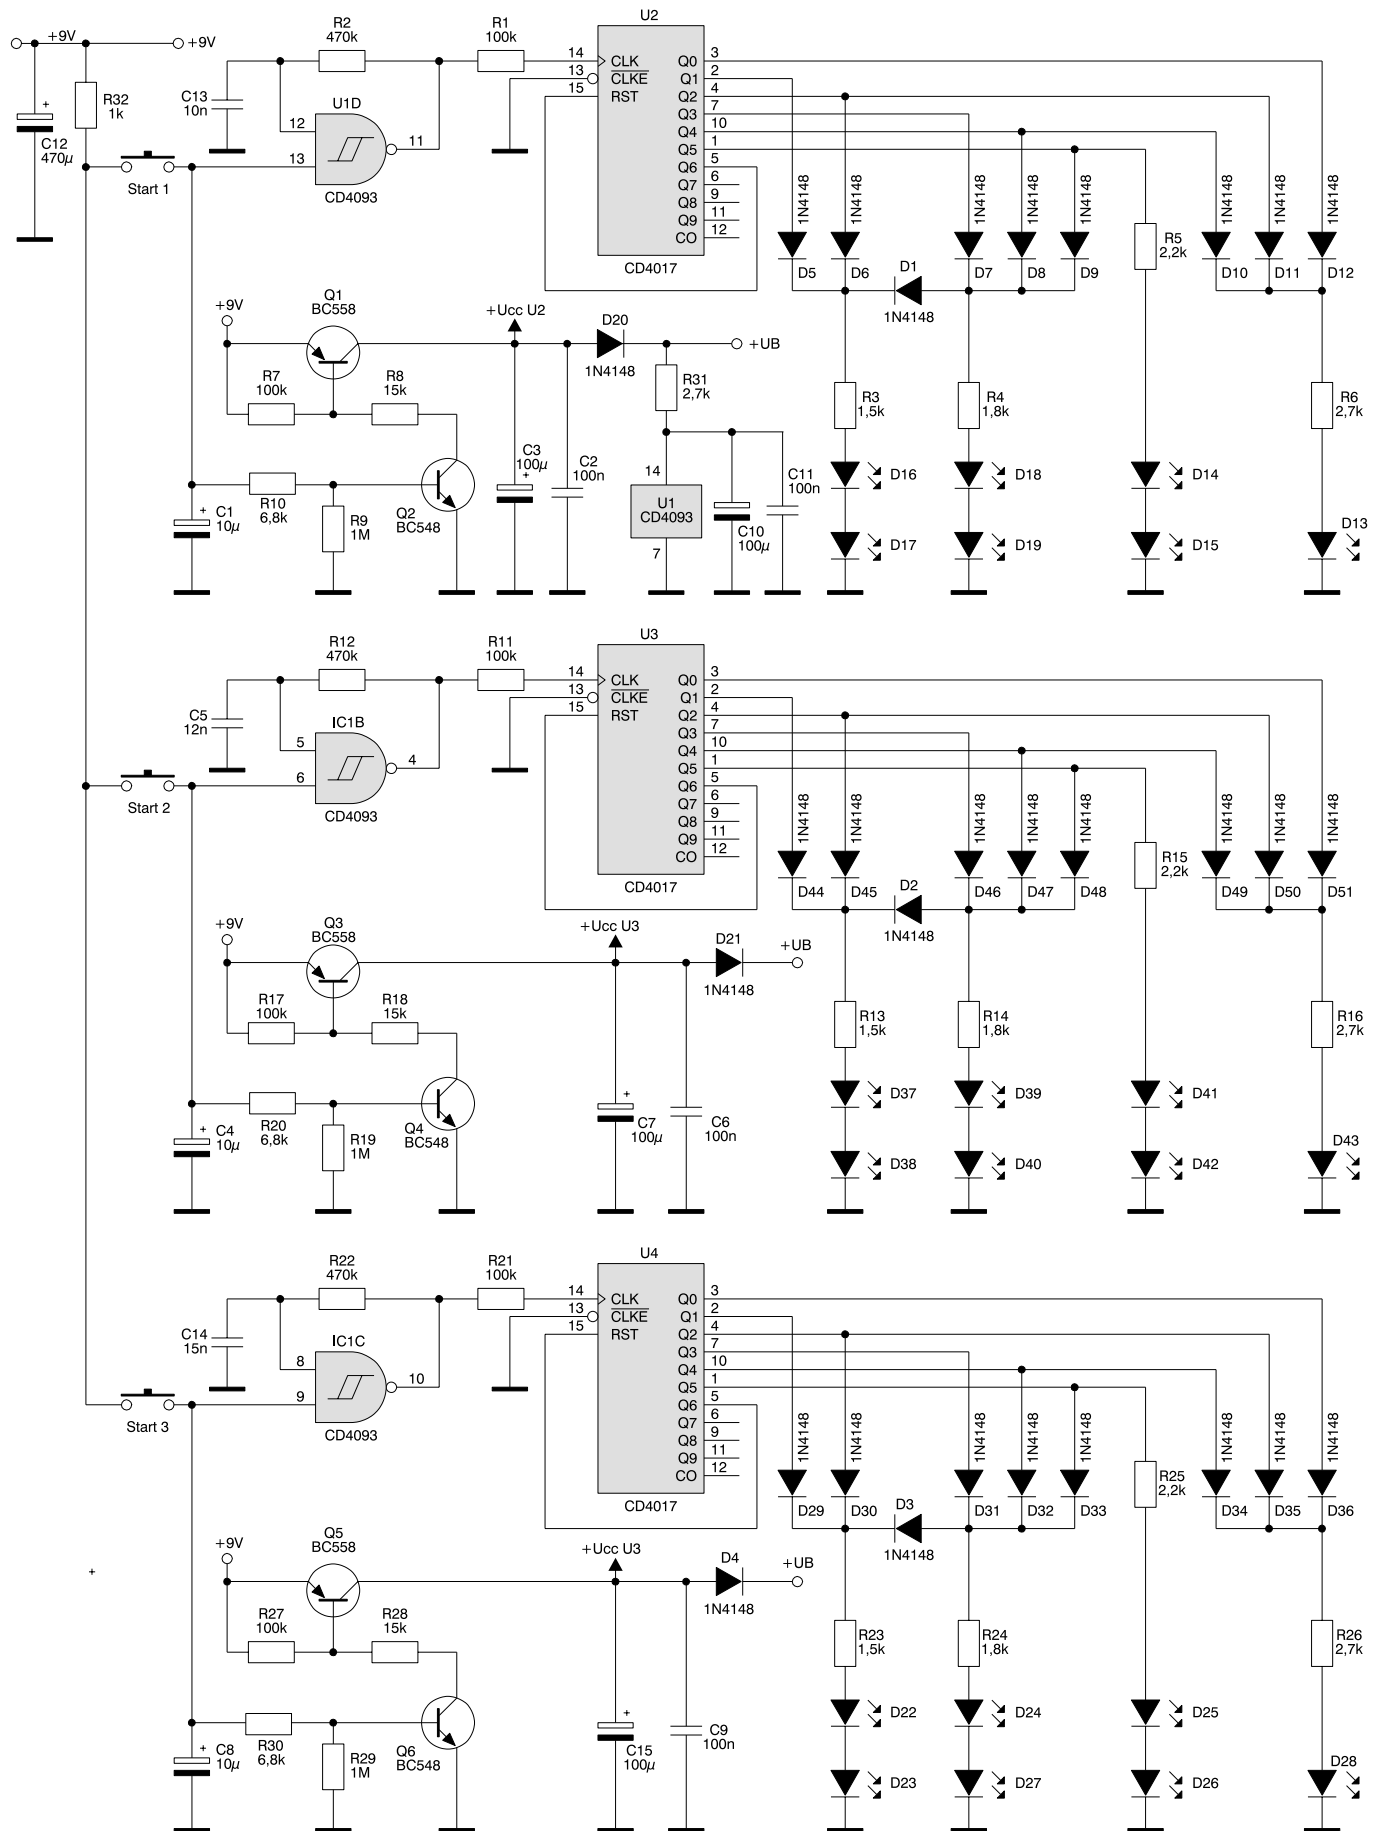 +9V
+9V
R32
1k
C12
470µ
+
Start 1
C13
10n
R2
470k
R1
100k
U1D
12
13
11
CD4093
U2
14
13
15
CLK
CLKE
RST
Q0
Q1
Q2
Q3
Q4
Q5
Q6
Q7
Q8
Q9
CO
3
2
4
7
10
1
5
6
9
11
12
CD4017
1N4148
1N4148
1N4148
1N4148
1N4148
1N4148
1N4148
1N4148
D5
D6
D1
1N4148
D7
D8
D9
R5
2,2k
D10
D11
D12
+9V
Q1
BC558
R7
100k
R8
15k
+Ucc U2
D20
1N4148
+UB
R31
2,7k
R3
1,5k
R4
1,8k
R6
2,7k
C3
100µ
+
C2
100n
14
U1
CD4093
7
C10
100µ
C11
100n
D16
D17
D18
D19
D14
D15
D13
+
C1
10µ
R10
6,8k
R9
1M
Q2
BC548
Start 2
C5
12n
R12
470k
R11
100k
IC1B
5
6
4
CD4093
U3
14
13
15
CLK
CLKE
RST
Q0
Q1
Q2
Q3
Q4
Q5
Q6
Q7
Q8
Q9
CO
3
2
4
7
10
1
5
6
9
11
12
CD4017
1N4148
1N4148
1N4148
1N4148
1N4148
1N4148
1N4148
1N4148
D44
D45
D2
1N4148
D46
D47
D48
R15
2,2k
D49
D50
D51
+9V
Q3
BC558
R17
100k
R18
15k
+Ucc U3
D21
1N4148
+UB
R13
1,5k
R14
1,8k
R16
2,7k
+
C7
100µ
C6
100n
D37
D38
D39
D40
D41
D42
D43
+
C4
10µ
R20
6,8k
R19
1M
Q4
BC548
Start 3
C14
15n
R22
470k
R21
100k
IC1C
8
9
10
CD4093
U4
14
13
15
CLK
CLKE
RST
Q0
Q1
Q2
Q3
Q4
Q5
Q6
Q7
Q8
Q9
CO
3
2
4
7
10
1
5
6
9
11
12
CD4017
1N4148
1N4148
1N4148
1N4148
1N4148
1N4148
1N4148
1N4148
D29
D30
D3
1N4148
D31
D32
D33
R25
2,2k
D34
D35
D36
+
+9V
Q5
BC558
R27
100k
R28
15k
+Ucc U3
D4
1N4148
+UB
R23
1,5k
R24
1,8k
R26
2,7k
+
C15
100µ
C9
100n
D22
D23
D24
D27
D25
D26
D28
+
C8
10µ
R30
6,8k
R29
1M
Q6
BC548